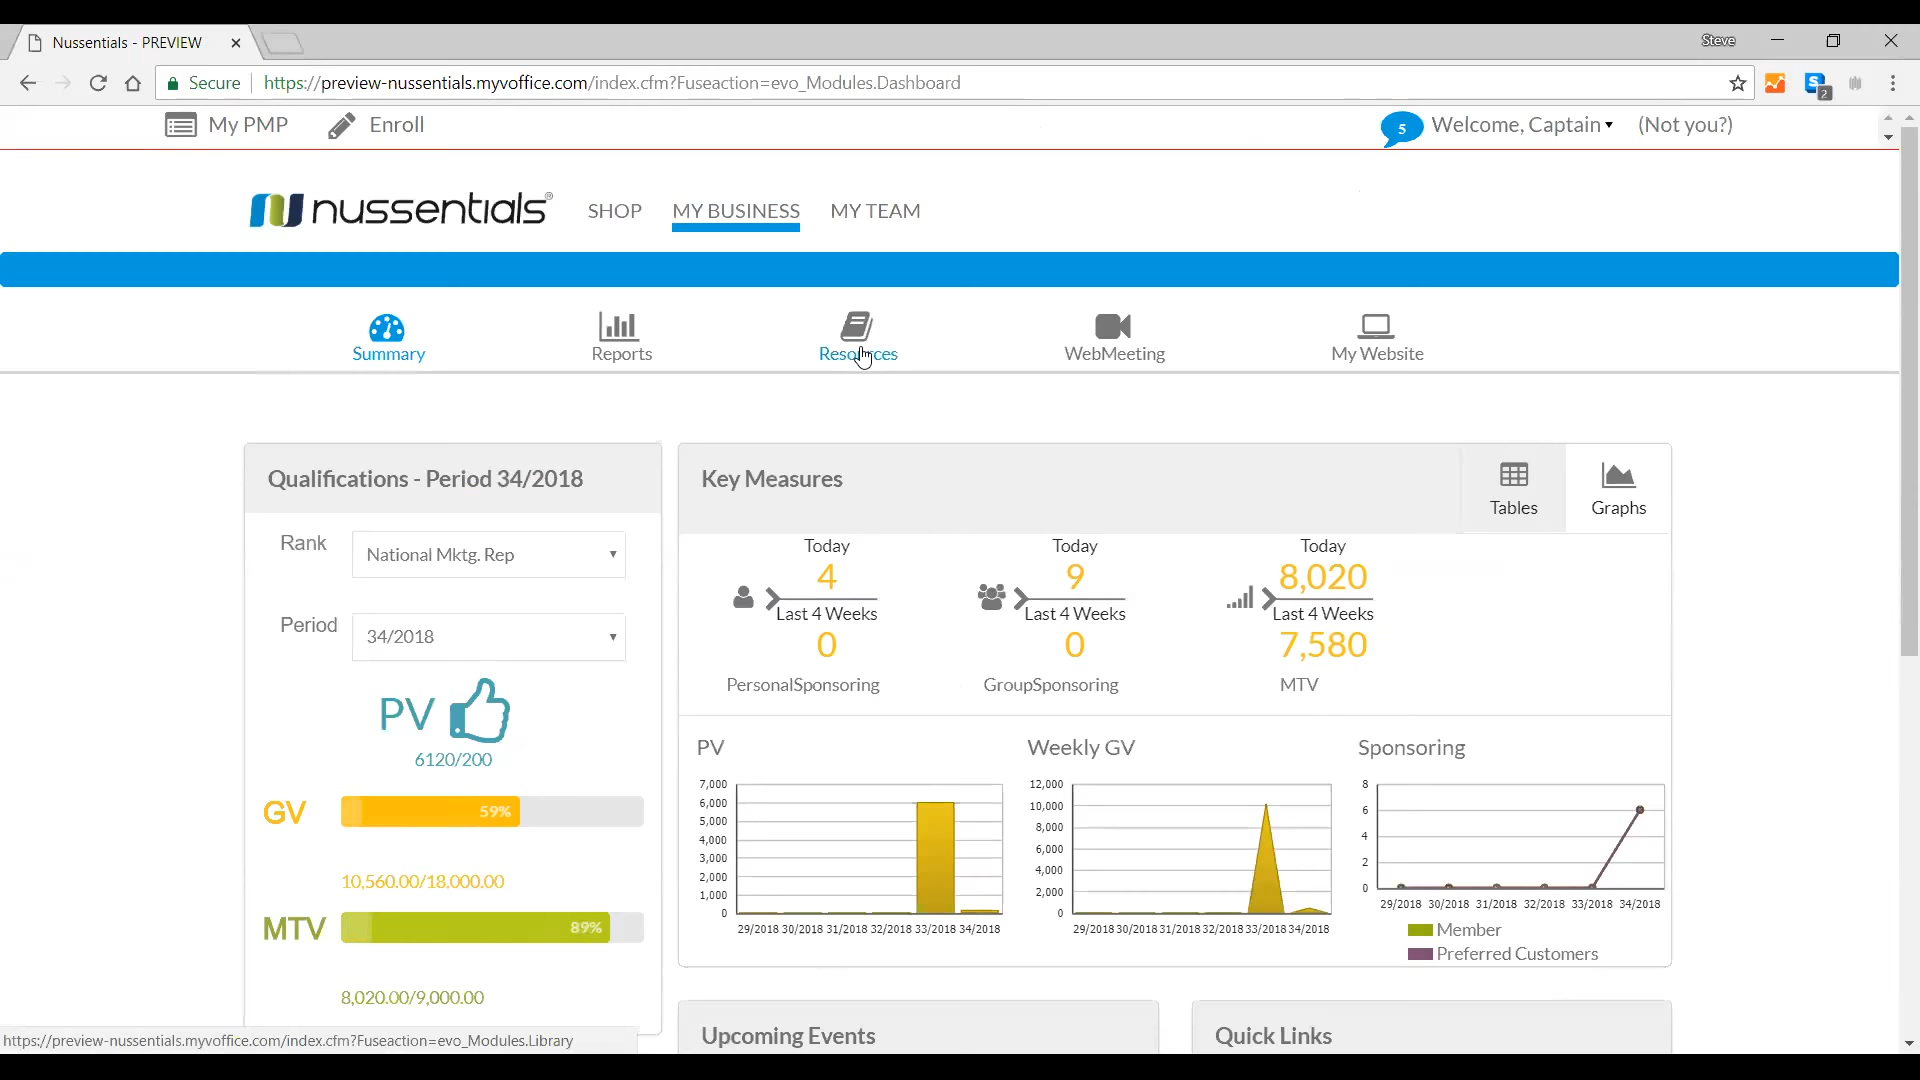 Nussentials - PREVIEW
Steve
Secure
https://preview-nussentials.myvoffice.com/index.cfm?Fuseaction=evo_Modules.Dashboard
S 2
My PMP
Enroll
5
Welcome, Captain
(Not you?)
nussentials®
SHOP
MY BUSINESS
MY TEAM
Summary
Reports
Resources
WebMeeting
My Website
Qualifications - Period 34/2018
Rank
National Mktg. Rep
Period
34/2018
PV
6120/200
GV
59%
10,560.00/18,000.00
MTV
89%
8,020.00/9,000.00
Key Measures
Tables
Graphs
Today
4
Last 4 Weeks
0
PersonalSponsoring
Today
9
Last 4 Weeks
0
GroupSponsoring
Today
8,020
Last 4 Weeks
7,580
MTV
PV
7,000
6,000
5,000
4,000
3,000
2,000
1,000
0
29/2018 30/2018 31/2018 32/2018 33/2018 34/2018
Weekly GV
12,000
10,000
8,000
6,000
4,000
2,000
0
29/2018 30/2018 31/2018 32/2018 33/2018 34/2018
Sponsoring
8
6
4
2
0
29/2018 30/2018 31/2018 32/2018 33/2018 34/2018
Member
Preferred Customers
Upcoming Events
Quick Links
https://preview-nussentials.myvoffice.com/index.cfm?Fuseaction=evo_Modules.Library